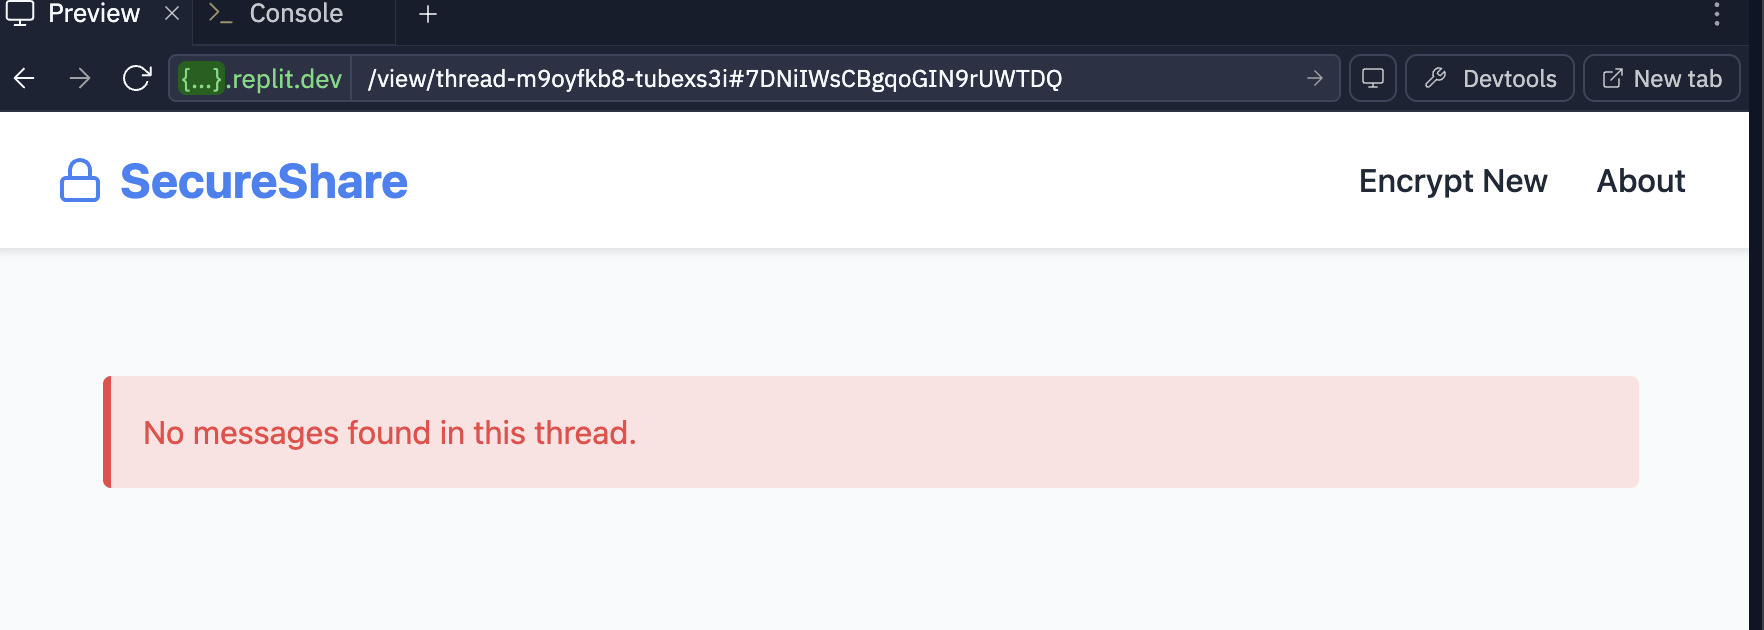 Preview
Console
{...}.replit.dev /view/thread-m9oyfkb8-tubexs3i#7DNiIWsCBgqoGIN9rUWTDQ
Devtools
New tab
SecureShare
Encrypt New
About
No messages found in this thread.